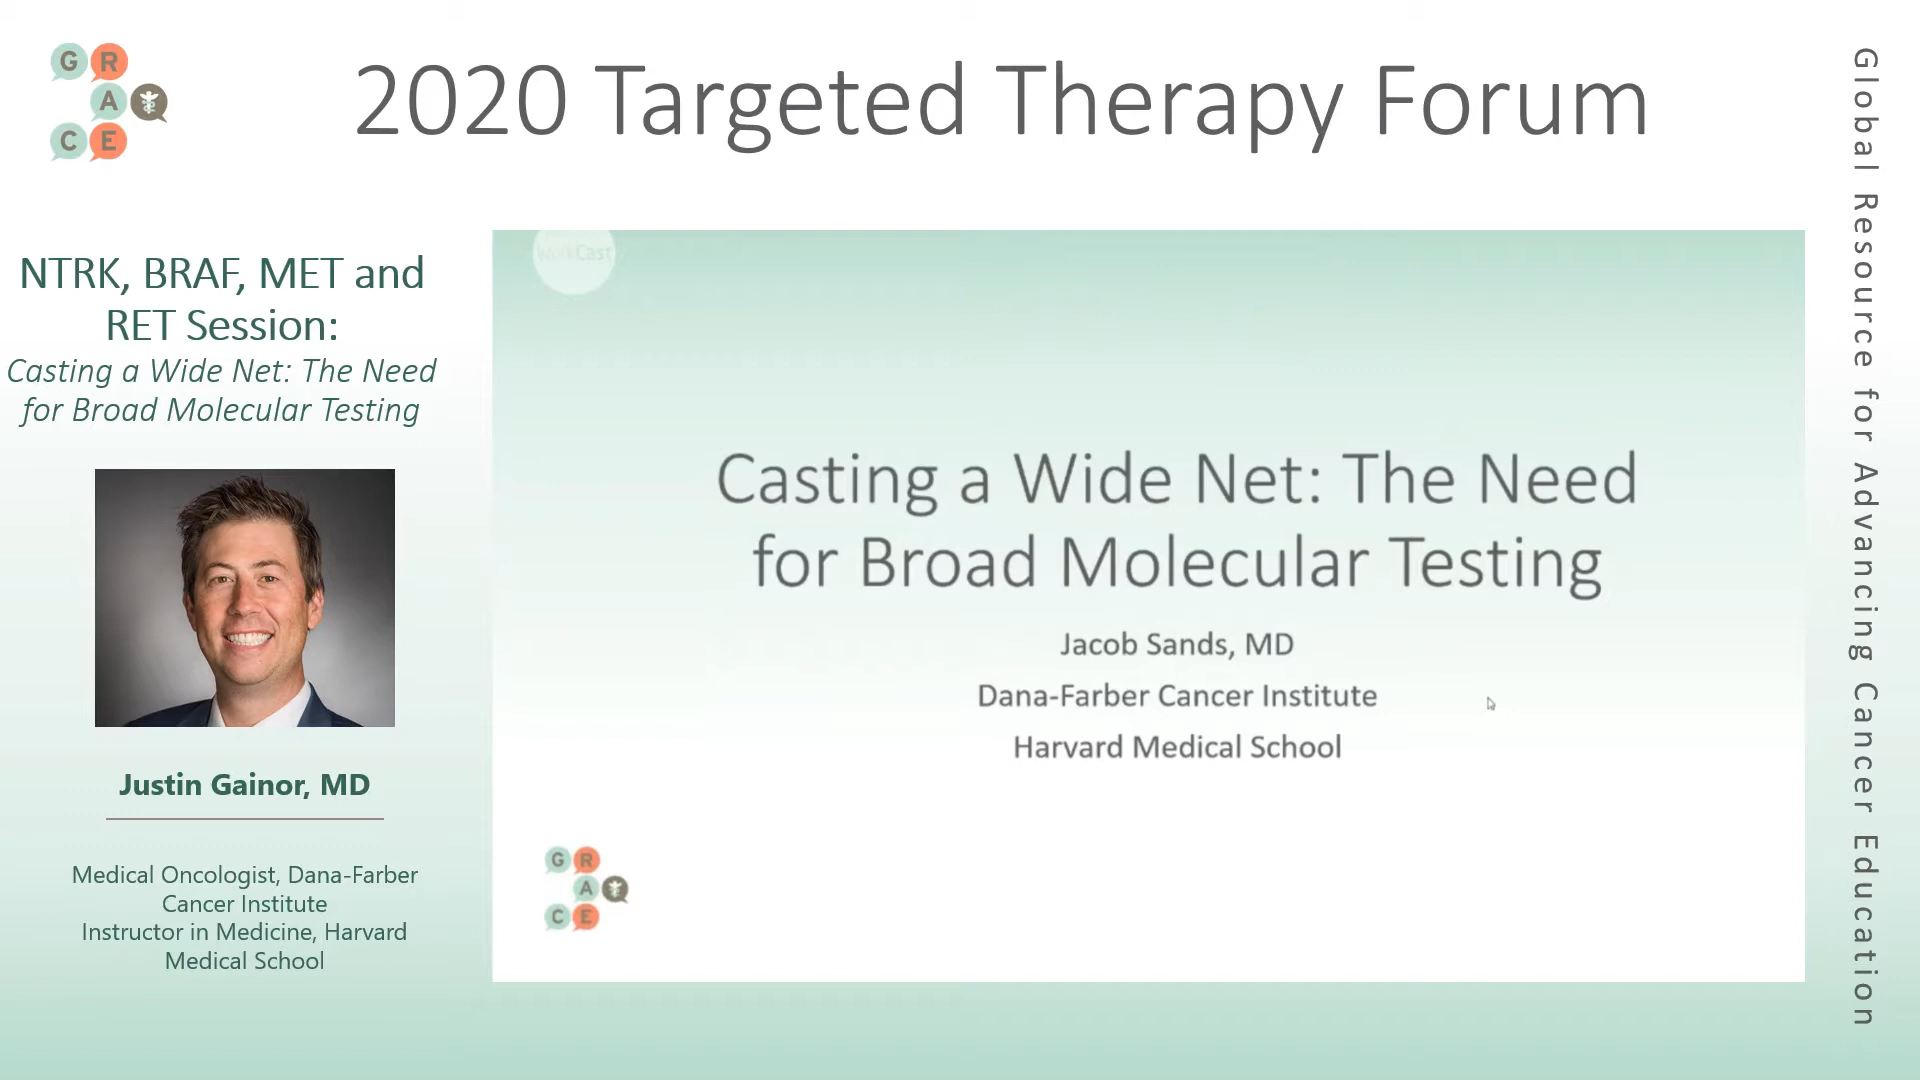 G R
A
C E
2020 Targeted Therapy Forum
NTRK, BRAF, MET and
RET Session:
Casting a Wide Net: The Need
for Broad Molecular Testing
Justin Gainor, MD
Medical Oncologist, Dana-Farber
Cancer Institute
Instructor in Medicine, Harvard
Medical School
WorkCast
Casting a Wide Net: The Need
for Broad Molecular Testing
Jacob Sands, MD
Dana-Farber Cancer Institute
Harvard Medical School
G R
A
C E
Global Resource for Advancing Cancer Education